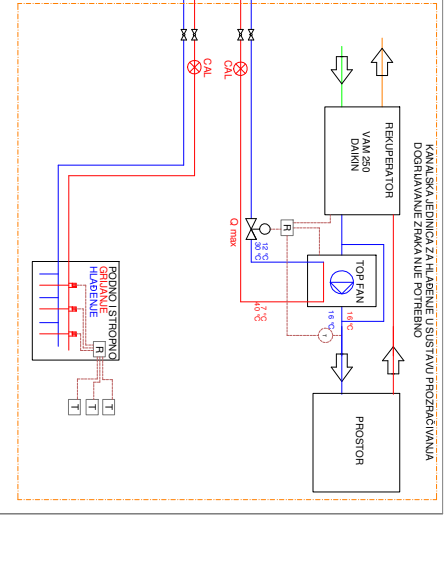 KANALSKA JEDINICA ZA HLAĐENJE U SUSTAVU PROZRAČIVANJA
DOGRIJAVANJE ZRAKA NIJE POTREBNO
REKUPERATOR
VAM 250
DAIKIN
TOP FAN
PROSTOR
CAL
CAL
Q max
R
12 °C
30 °C
7 °C
40 °C
16 °C
16 °C
T
PODNO I STROPNO
GRIJANJE
HLAĐENJE
R
T
T
T